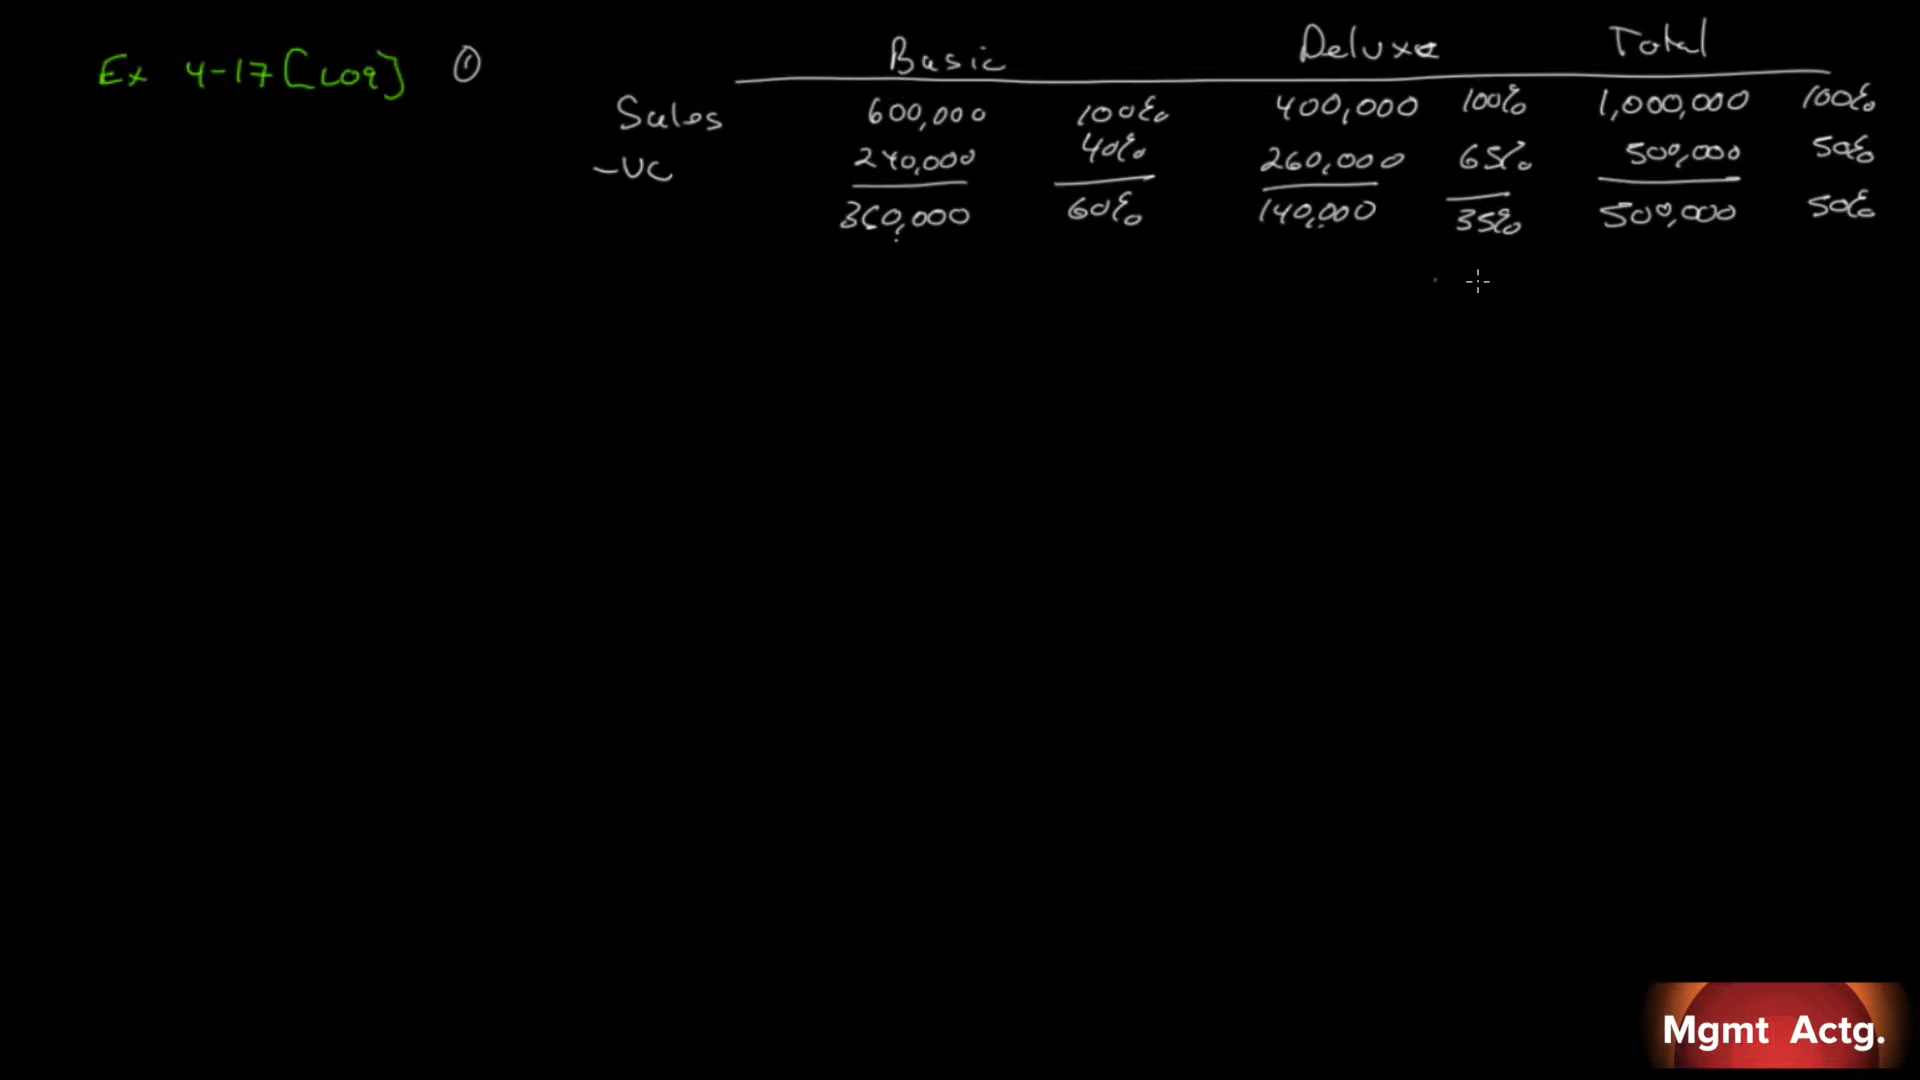 Ex 4-17 [LO9] ① Basic Deluxe Total
Sales 600,000 100% 400,000 100% 1,000,000 100%
-VC 240,000 40% 260,000 65% 500,000 50%
360,000 60% 140,000 35% 500,000 50%
Mgmt Actg.